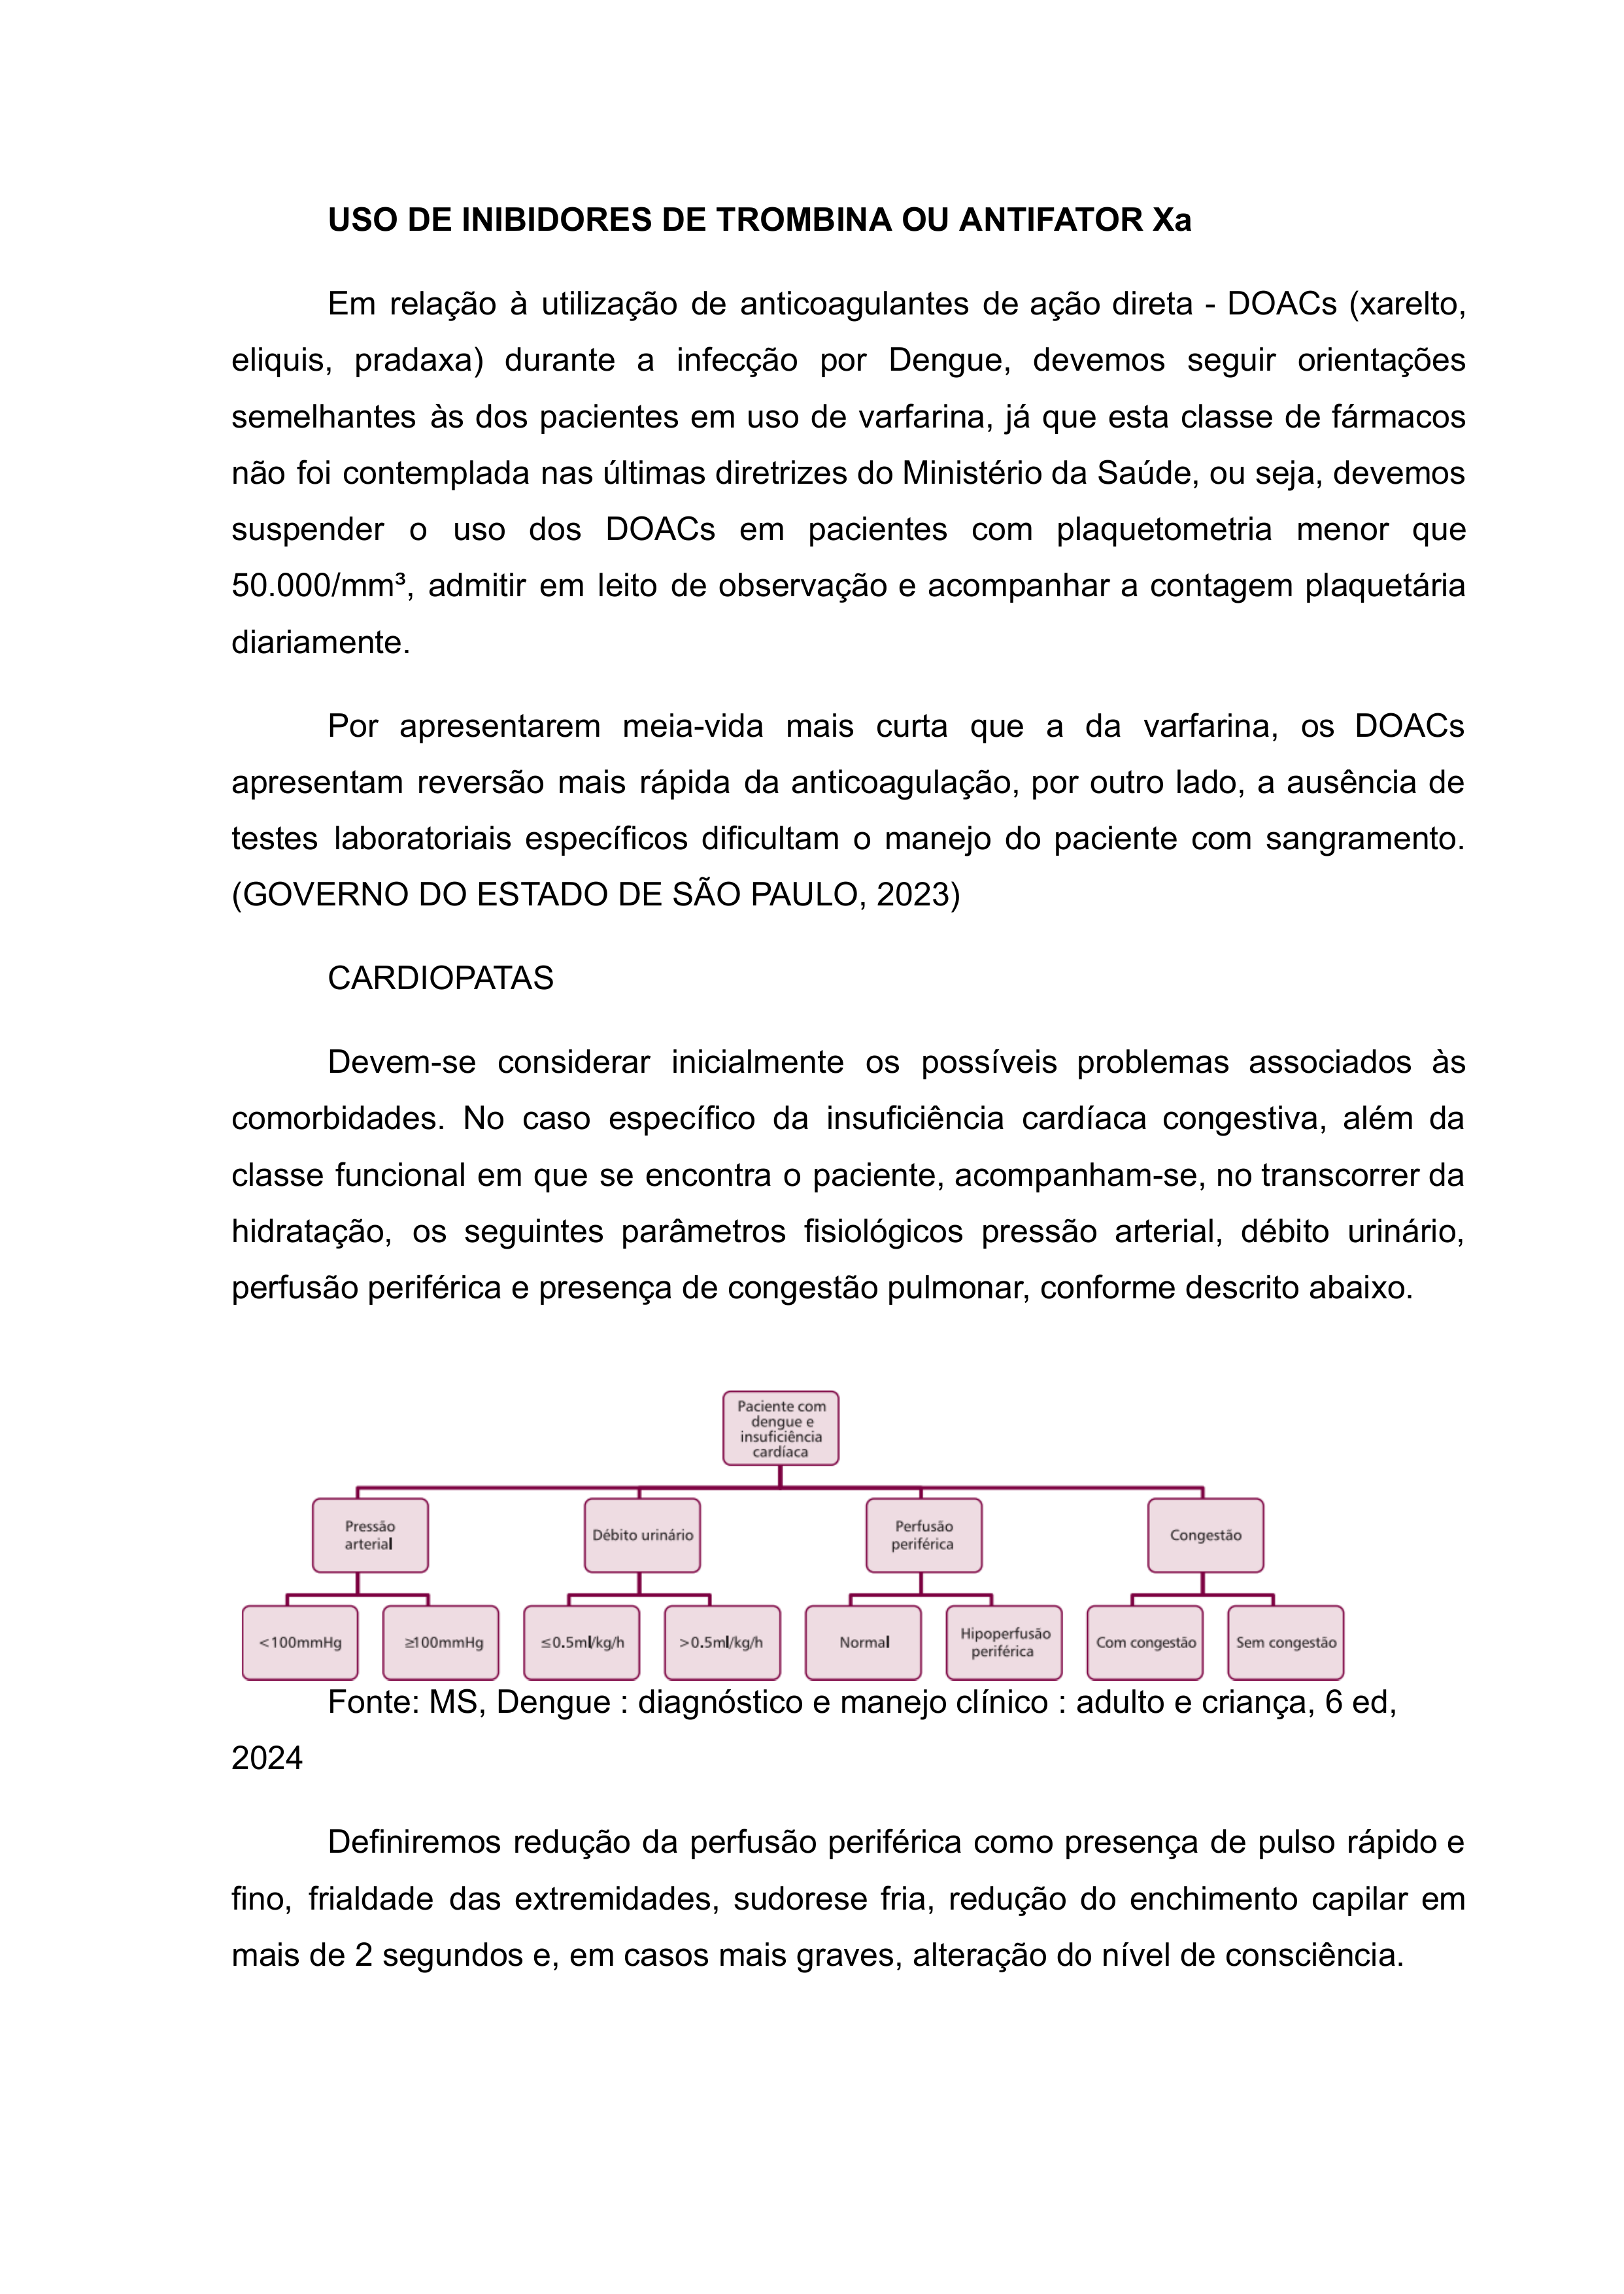 USO DE INIBIDORES DE TROMBINA OU ANTIFATOR Xa
Em relação à utilização de anticoagulantes de ação direta - DOACs (xarelto,
eliquis, pradaxa) durante a infecção por Dengue, devemos seguir orientações
semelhantes às dos pacientes em uso de varfarina, já que esta classe de fármacos
não foi contemplada nas últimas diretrizes do Ministério da Saúde, ou seja, devemos
suspender o uso dos DOACs em pacientes com plaquetometria menor que
50.000/mm³, admitir em leito de observação e acompanhar a contagem plaquetária
diariamente.
Por apresentarem meia-vida mais curta que a da varfarina, os DOACs
apresentam reversão mais rápida da anticoagulação, por outro lado, a ausência de
testes laboratoriais específicos dificultam o manejo do paciente com sangramento.
(GOVERNO DO ESTADO DE SÃO PAULO, 2023)
CARDIOPATAS
Devem-se considerar inicialmente os possíveis problemas associados às
comorbidades. No caso específico da insuficiência cardíaca congestiva, além da
classe funcional em que se encontra o paciente, acompanham-se, no transcorrer da
hidratação, os seguintes parâmetros fisiológicos pressão arterial, débito urinário,
perfusão periférica e presença de congestão pulmonar, conforme descrito abaixo.
Paciente com
dengue e
insuficiência
cardíaca
Pressão
arterial
Débito urinário
Perfusão
periférica
Congestão
<100mmHg
≥100mmHg
≤0.5ml/kg/h
>0.5ml/kg/h
Normal
Hipoperfusão
periférica
Com congestão
Sem congestão
Fonte: MS, Dengue : diagnóstico e manejo clínico : adulto e criança, 6 ed,
2024
Definiremos redução da perfusão periférica como presença de pulso rápido e
fino, frialdade das extremidades, sudorese fria, redução do enchimento capilar em
mais de 2 segundos e, em casos mais graves, alteração do nível de consciência.